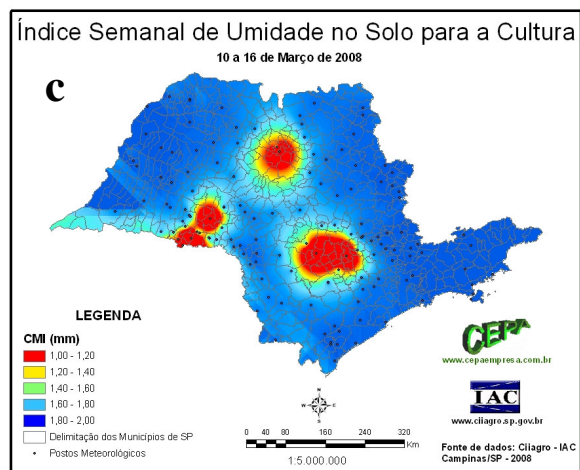 Índice Semanal de Umidade no Solo para a Cultura
10 a 16 de Março de 2008
c
LEGENDA
CMI (mm)
1,00 - 1,20
1,20 - 1,40
1,40 - 1,60
1,60 - 1,80
1,80 - 2,00
Delimitação dos Municípios de SP
Postos Meteorológicos
N
W E
S
0 40 80 160 240 320
Km
1:5.000.000
CEPA
www.cepaempresa.com.br
IAC
www.ciiagro.sp.gov.br
Fonte de dados: Ciiagro - IAC
Campinas/SP - 2008